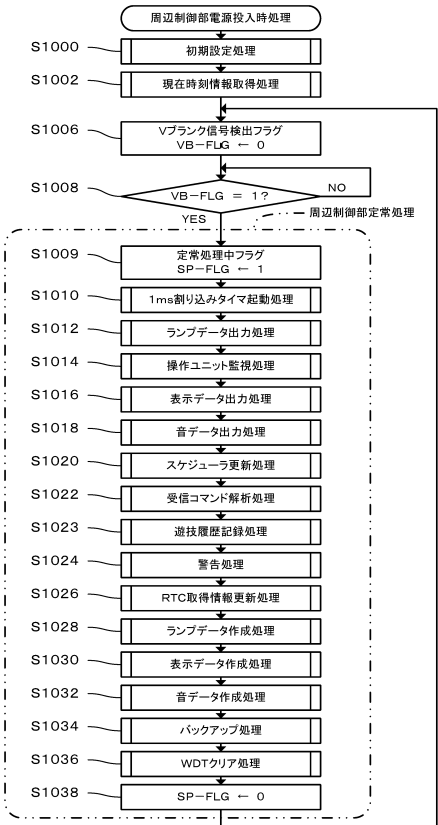 周辺制御部電源投入時処理
S1000
初期設定処理
S1002
現在時刻情報取得処理
S1006
Vブランク信号検出フラグ
VB-FLG ← 0
S1008
VB-FLG = 1?
NO
YES
周辺制御部定常処理
S1009
定常処理中フラグ
SP-FLG ← 1
S1010
1ms割り込みタイマ起動処理
S1012
ランプデータ出力処理
S1014
操作ユニット監視処理
S1016
表示データ出力処理
S1018
音データ出力処理
S1020
スケジューラ更新処理
S1022
受信コマンド解析処理
S1023
遊技履歴記録処理
S1024
警告処理
S1026
RTC取得情報更新処理
S1028
ランプデータ作成処理
S1030
表示データ作成処理
S1032
音データ作成処理
S1034
バックアップ処理
S1036
WDTクリア処理
S1038
SP-FLG ← 0